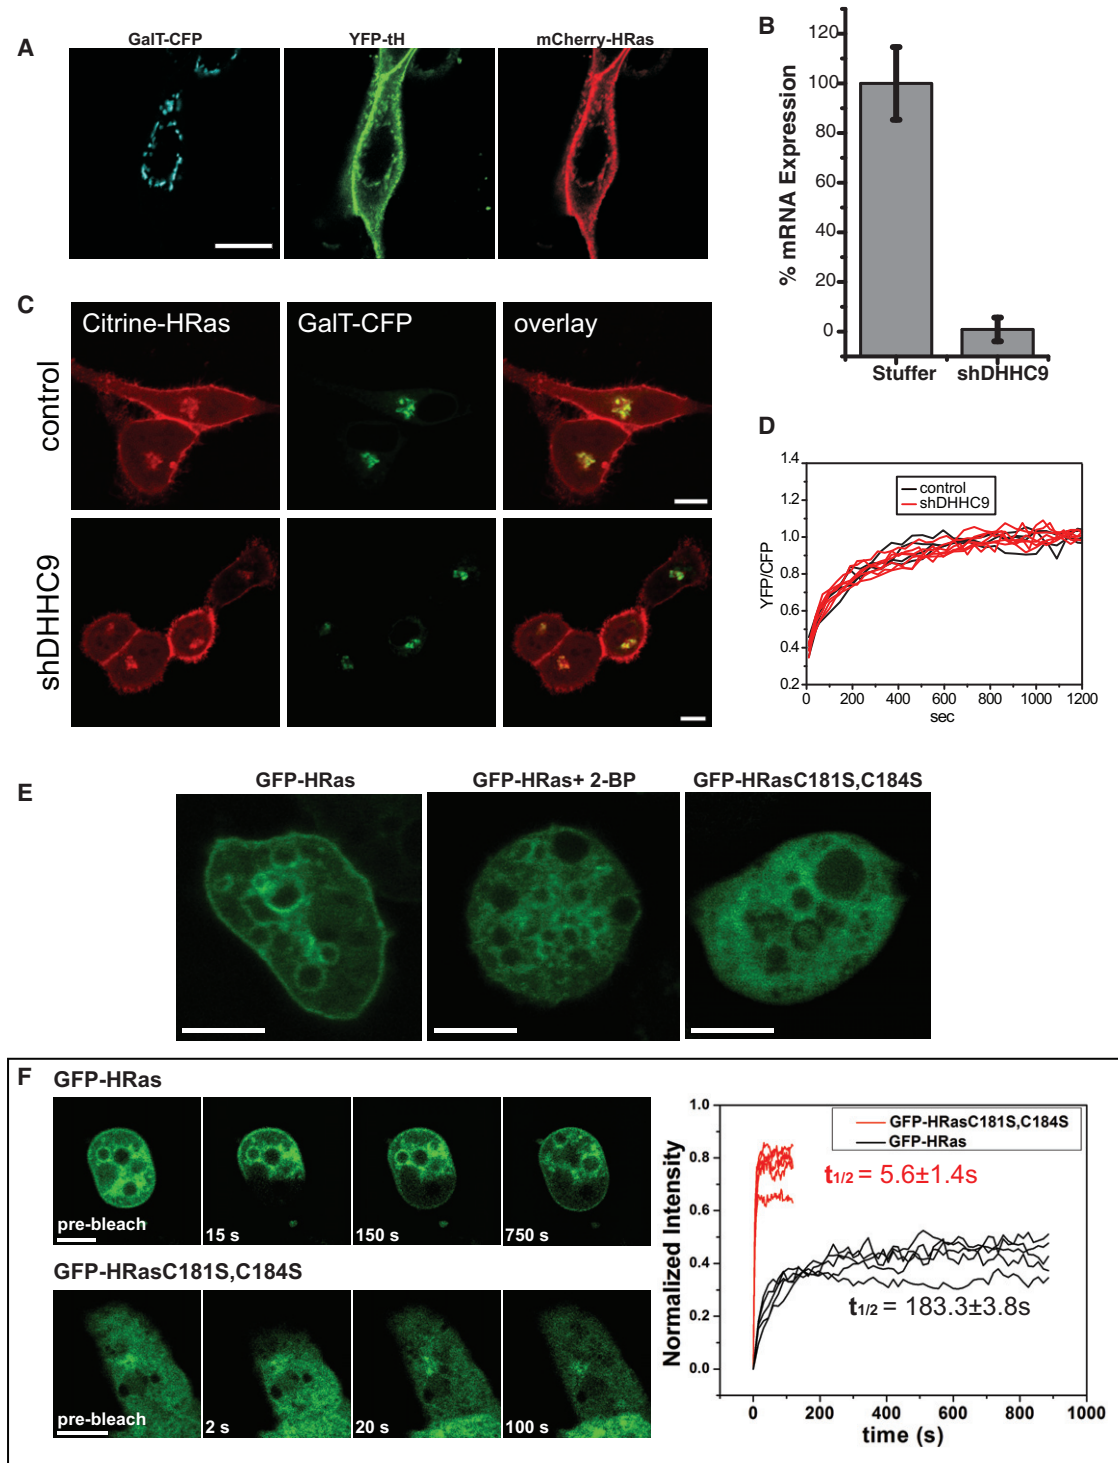 A
GalT-CFP
YFP-tH
mCherry-HRas
B
% mRNA Expression
120
100
80
60
40
20
0
Stuffer
shDHHC9
C
Citrine-HRas
GalT-CFP
overlay
control
shDHHC9
D
YFP/CFP
1.4
1.2
1.0
0.8
0.6
0.4
0.2
control
shDHHC9
0
200
400
600
800
1000
1200
sec
E
GFP-HRas
GFP-HRas+ 2-BP
GFP-HRasC181S,C184S
F
GFP-HRas
pre-bleach
15 s
150 s
750 s
GFP-HRasC181S,C184S
pre-bleach
2 s
20 s
100 s
Normalized Intensity
1.0
0.8
0.6
0.4
0.2
0.0
GFP-HRasC181S,C184S
GFP-HRas
t1/2 = 5.6±1.4s
t1/2 = 183.3±3.8s
0
200
400
600
800
1000
time (s)